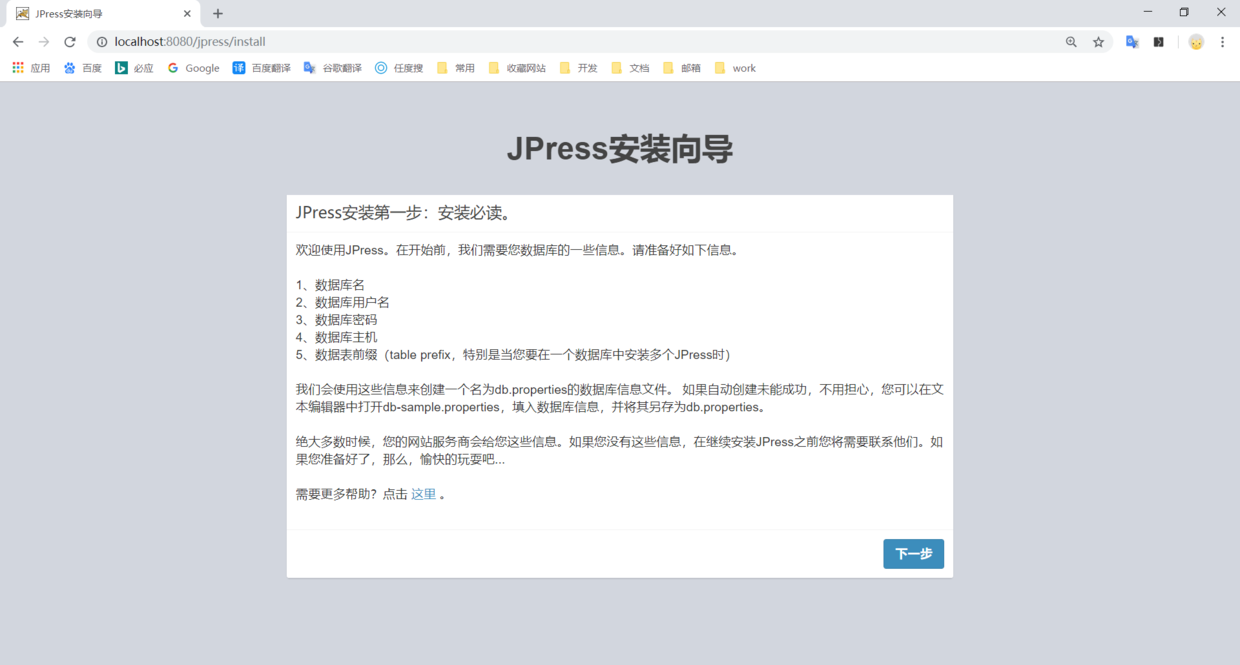 JPress安装向导
localhost:8080/jpress/install
应用 百度 必应 Google 百度翻译 谷歌翻译 任度搜 常用 收藏网站 开发 文档 邮箱 work
JPress安装向导
JPress安装第一步：安装必读。
欢迎使用JPress。在开始前，我们需要您数据库的一些信息。请准备好如下信息。
1、数据库名
2、数据库用户名
3、数据库密码
4、数据库主机
5、数据表前缀（table prefix，特别是当您要在一个数据库中安装多个JPress时）
我们会使用这些信息来创建一个名为db.properties的数据库信息文件。 如果自动创建未能成功，不用担心，您可以在文
本编辑器中打开db-sample.properties，填入数据库信息，并将其另存为db.properties。
绝大多数时候，您的网站服务商会给您这些信息。如果您没有这些信息，在继续安装JPress之前您将需要联系他们。如
果您准备好了，那么，愉快的玩耍吧...
需要更多帮助？点击 这里 。
下一步